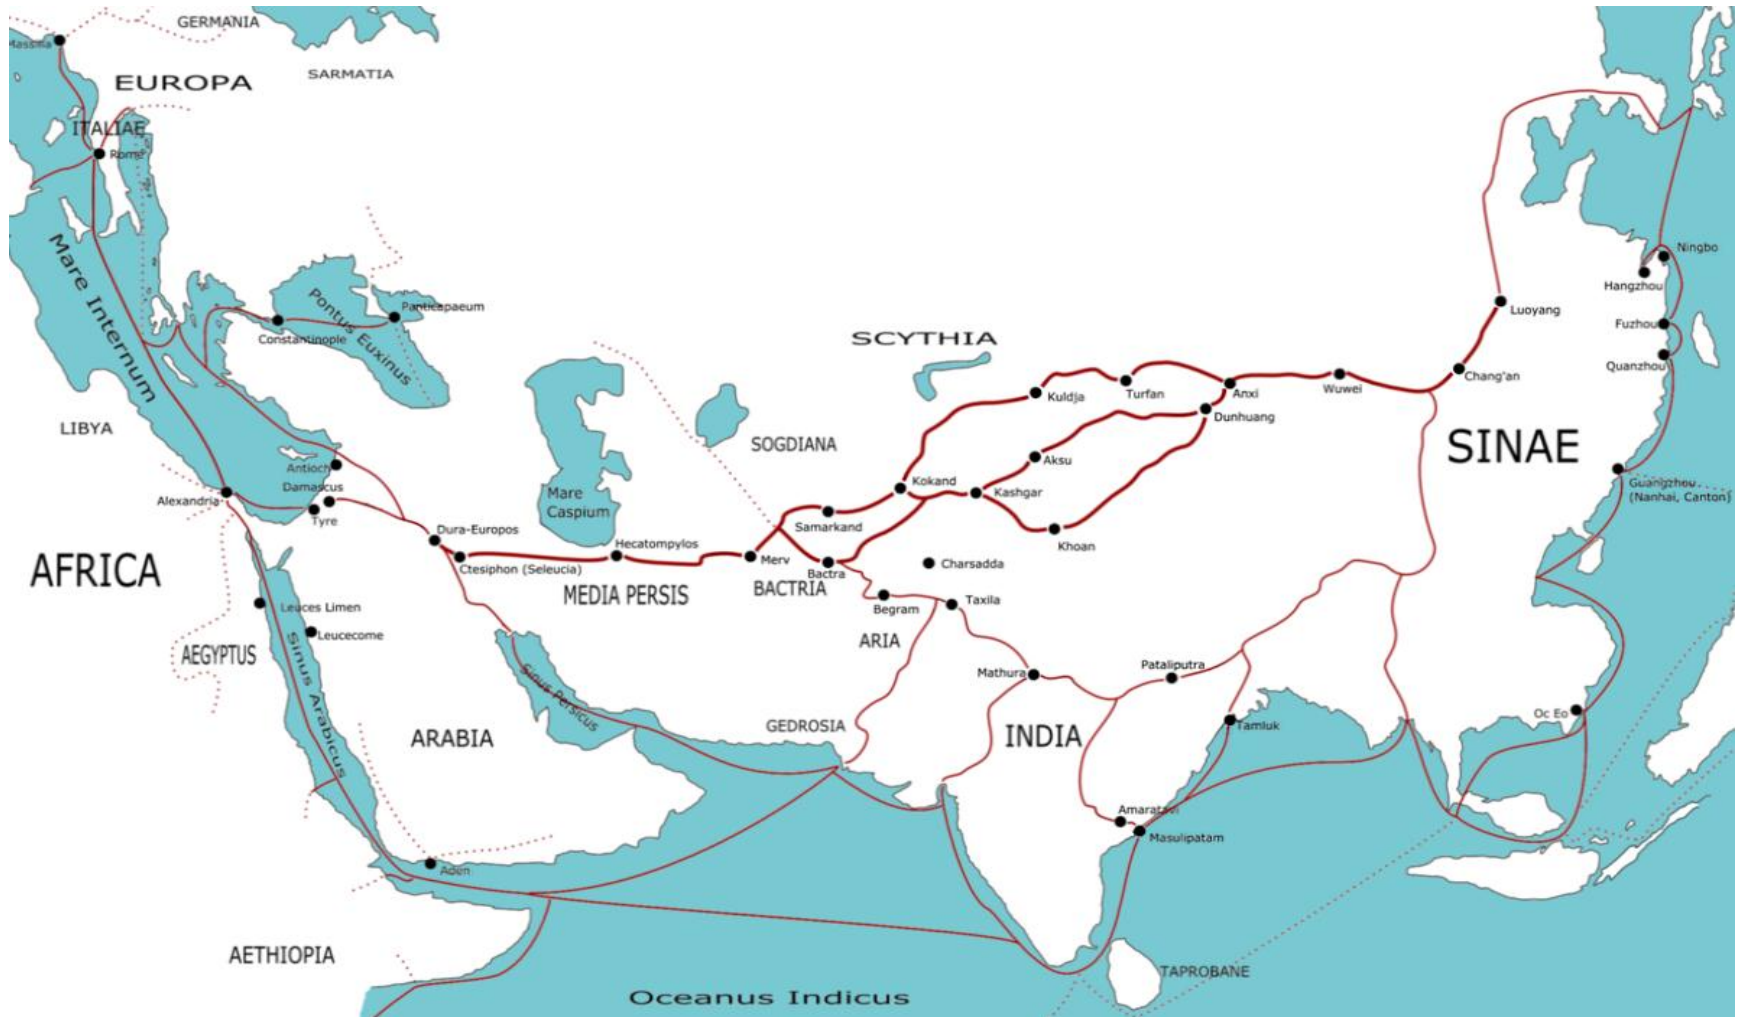 GERMANIA
Massilia
SARMATIA
EUROPA
ITALIAE
Rome
Mare Internum
Pontus Euxinus
Panticapaeum
Constantinople
LIBYA
Antioch
Damascus
Alexandria
Tyre
AFRICA
AEGYPTUS
Leuces Limen
Leucecome
Sinus Arabicus
ARABIA
Aden
AETHIOPIA
Dura-Europos
Ctesiphon (Seleucia)
Hecatompylos
MEDIA PERSIS
Mare
Caspium
Sinus Persicus
SCYTHIA
SOGDIANA
Samarkand
Merv
Bactra
BACTRIA
Kokand
Kashgar
Kuldja
Aksu
Khoan
Turfan
Anxi
Dunhuang
Wuwei
Chang'an
Luoyang
SINAE
Ningbo
Hangzhou
Fuzhou
Quanzhou
Guangzhou
(Nanhai, Canton)
Charsadda
Begram
Taxila
ARIA
Mathura
Pataliputra
GEDROSIA
INDIA
Tamluk
Amaratavi
Masulipatam
Oc Eo
TAPROBANE
Oceanus Indicus